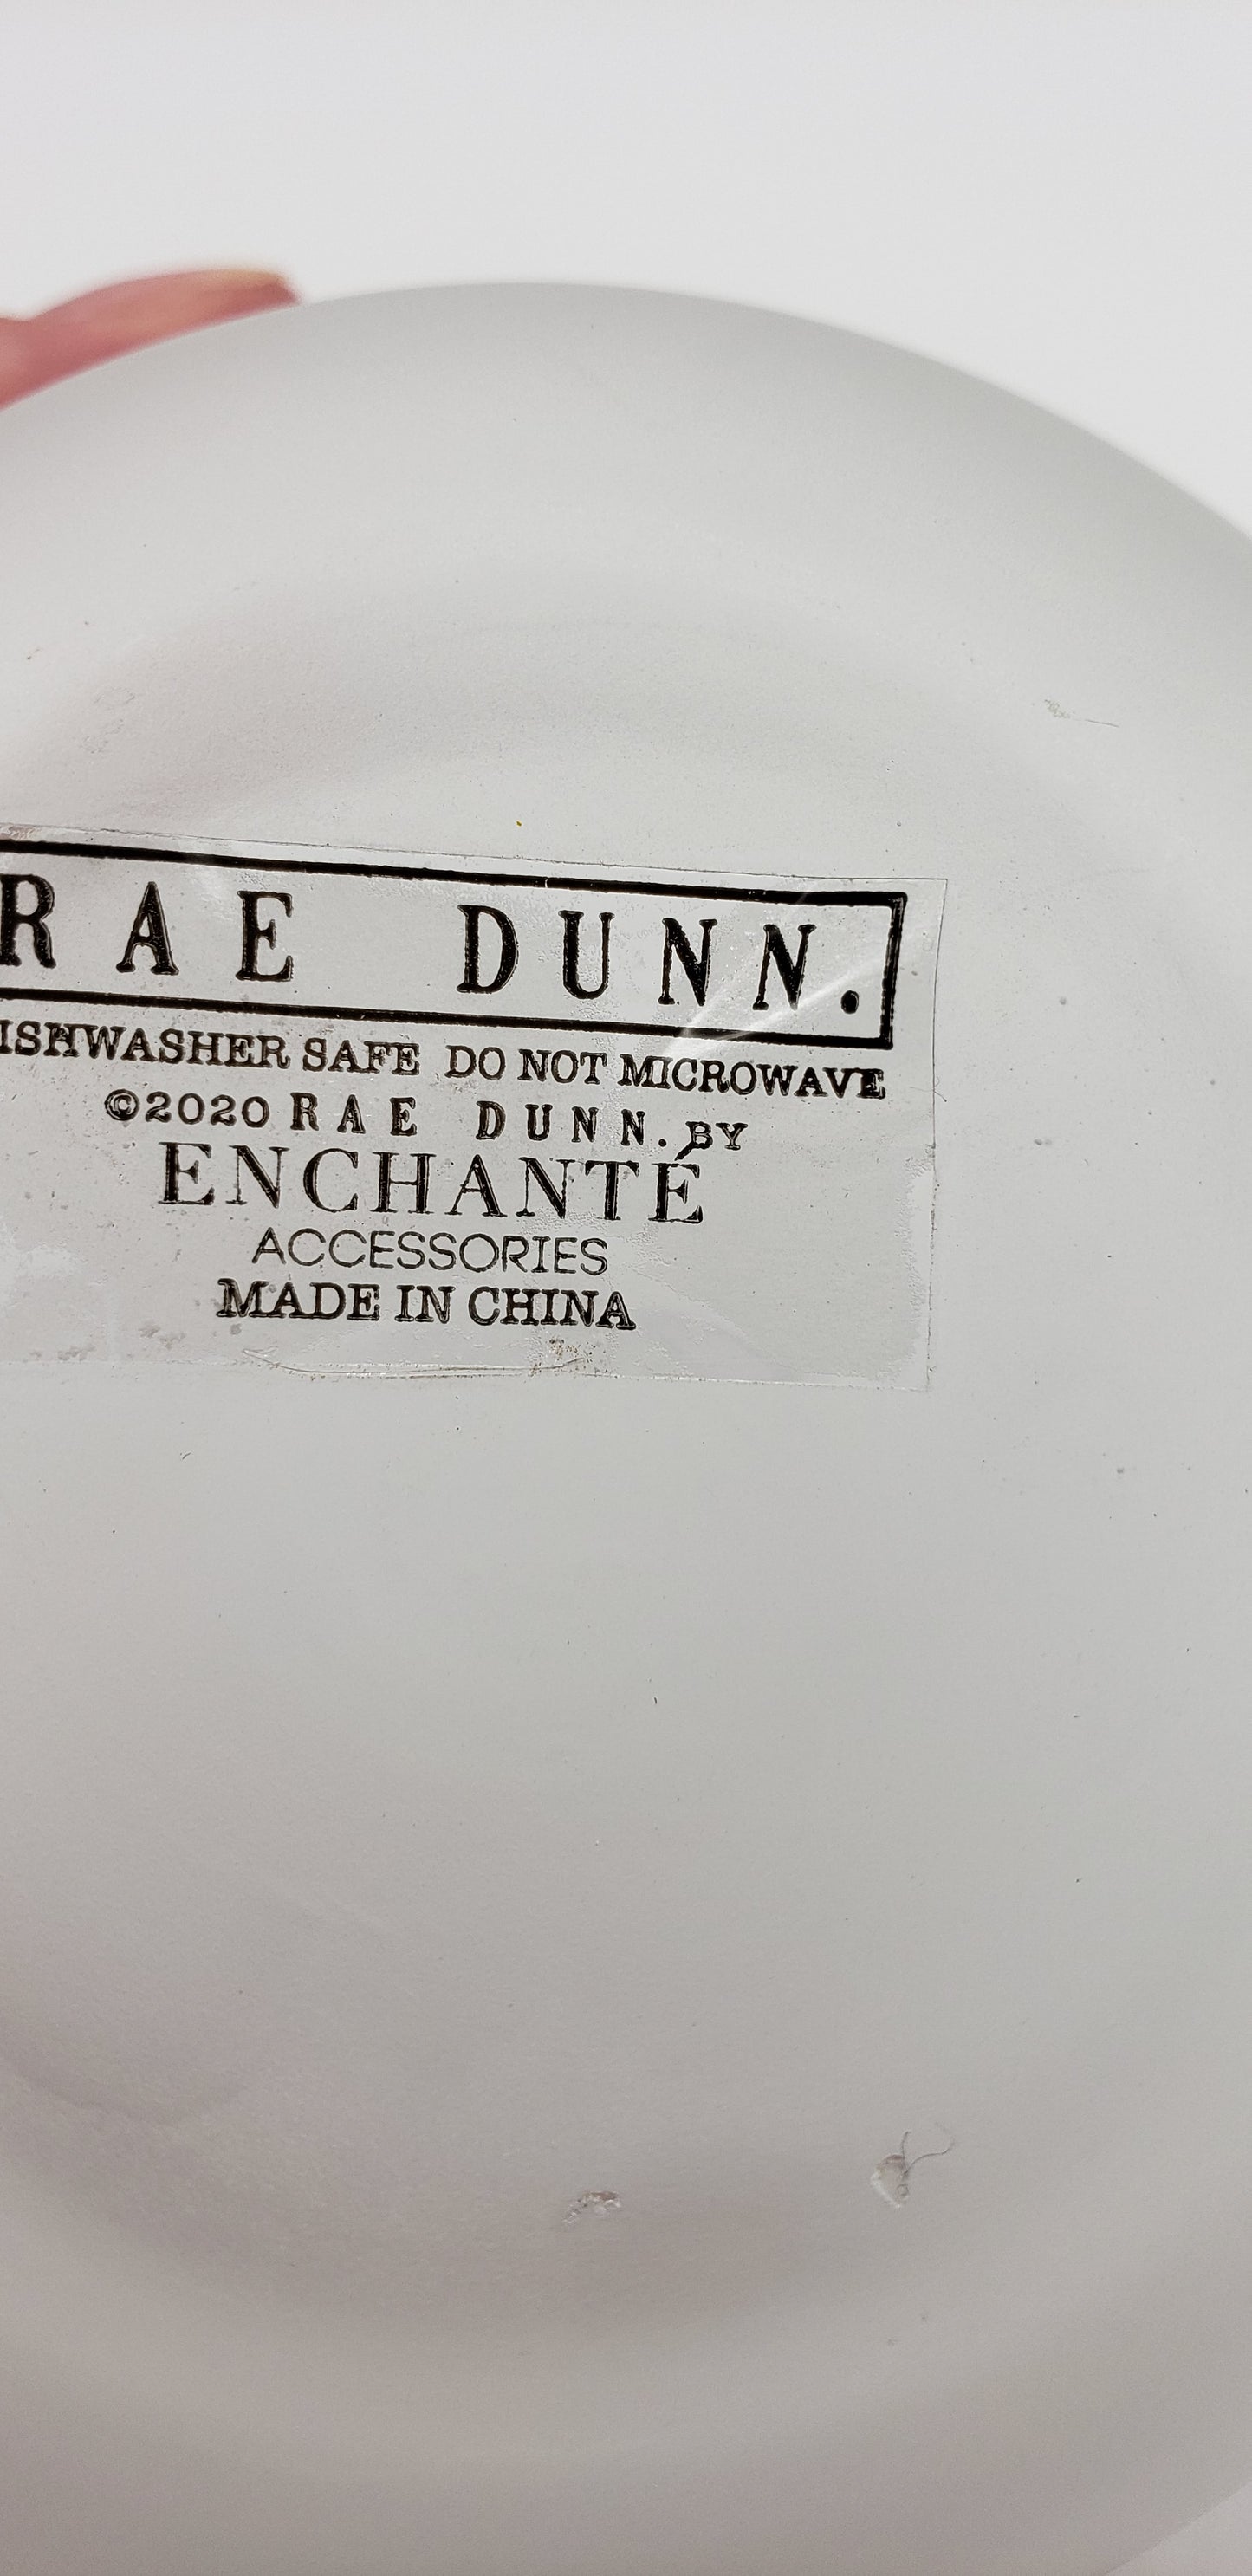 RAE DUNN.
ISHWASHER SAFE DO NOT MICROWAVE
©2020 RAE DUNN. BY
ENCHANTÉ
ACCESSORIES
MADE IN CHINA